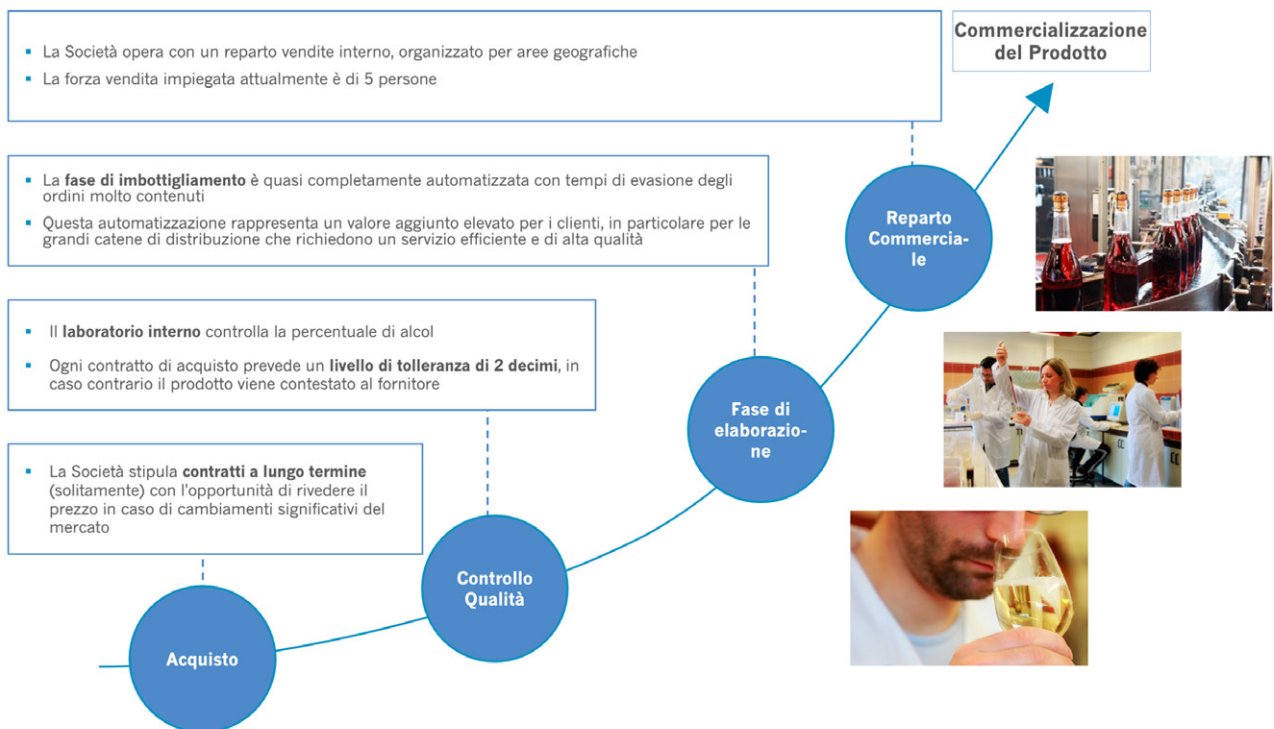 Commercializzazione
del Prodotto
La Società opera con un reparto vendite interno, organizzato per aree geografiche
La forza vendita impiegata attualmente è di 5 persone
La fase di imbottigliamento è quasi completamente automatizzata con tempi di evasione degli
ordini molto contenuti
Questa automatizzazione rappresenta un valore aggiunto elevato per i clienti, in particolare per le
grandi catene di distribuzione che richiedono un servizio efficiente e di alta qualità
Reparto
Commercia-
le
Il laboratorio interno controlla la percentuale di alcol
Ogni contratto di acquisto prevede un livello di tolleranza di 2 decimi, in
caso contrario il prodotto viene contestato al fornitore
Fase di
elaborazio-
ne
La Società stipula contratti a lungo termine
(solitamente) con l'opportunità di rivedere il
prezzo in caso di cambiamenti significativi del
mercato
Controllo
Qualità
Acquisto